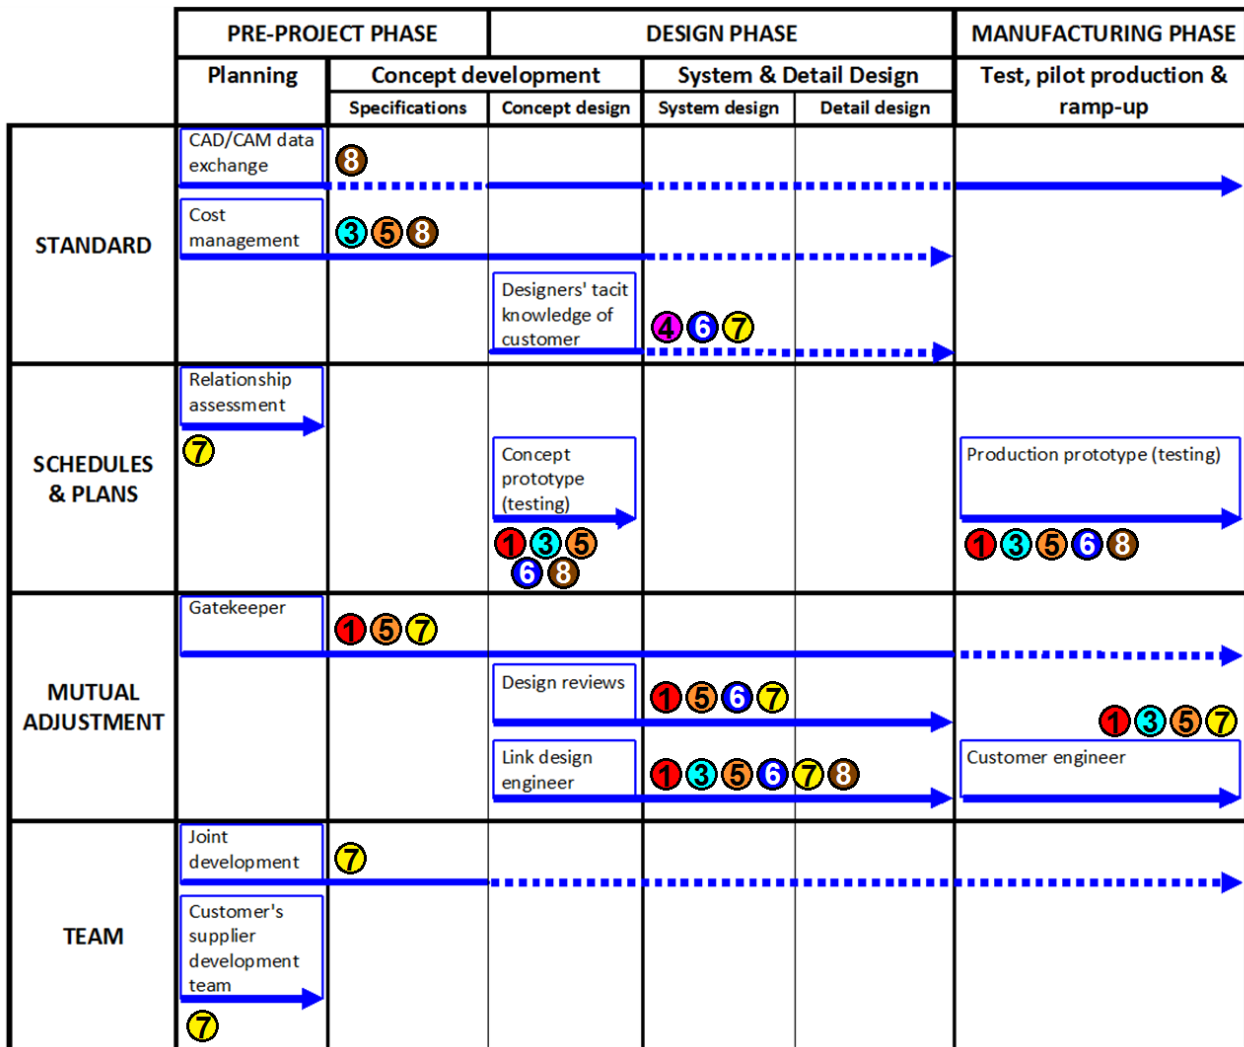 PRE-PROJECT PHASE DESIGN PHASE MANUFACTURING PHASE
Planning Concept development System & Detail Design Test, pilot production &
ramp-up
Specifications Concept design System design Detail design
STANDARD
CAD/CAM data
exchange
8
Cost
management
3 5 8
Designers' tacit
knowledge of
customer
4 6 7
SCHEDULES
& PLANS
Relationship
assessment
7
Concept
prototype
(testing)
1 3 5
6 8
Production prototype (testing)
1 3 5 6 8
MUTUAL
ADJUSTMENT
Gatekeeper
1 5 7
Design reviews
1 5 6 7
Link design
engineer
1 3 5 6 7 8
1 3 5 7
Customer engineer
TEAM
Joint
development
7
Customer's
supplier
development
team
7